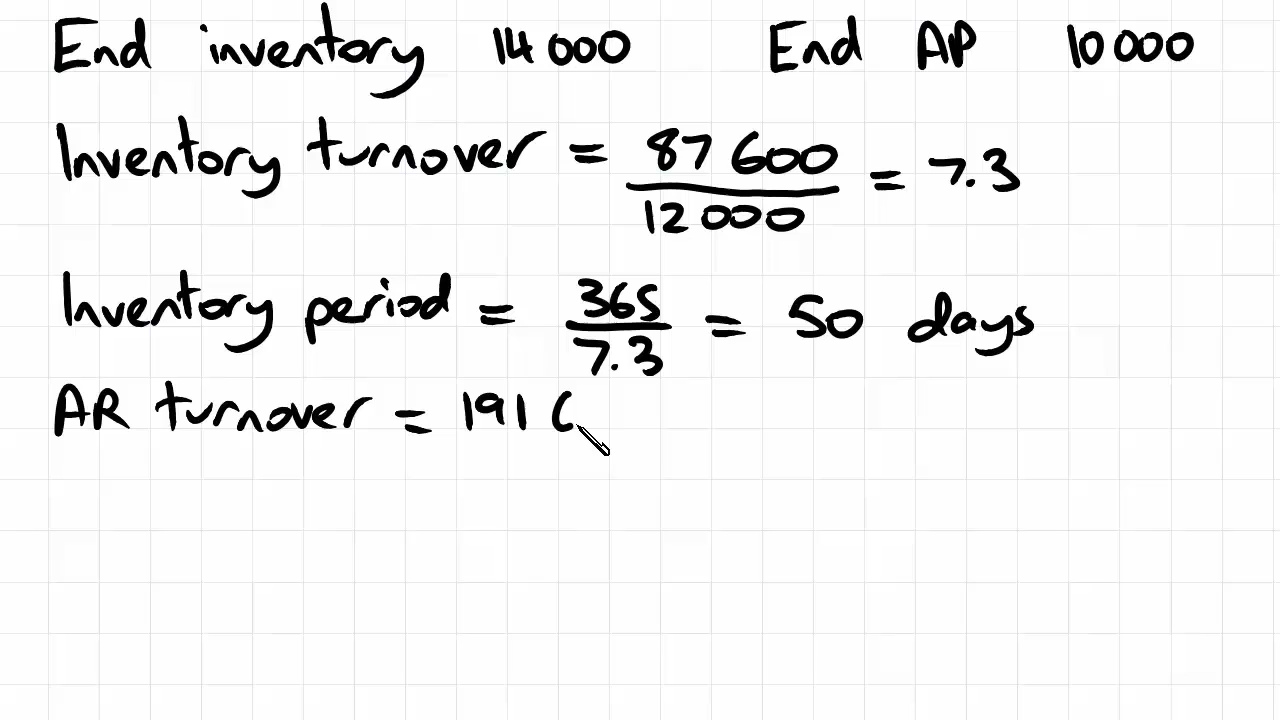 End inventory 14 000 End AP 10 000
Inventory turnover = 87 600 / 12 000 = 7.3
Inventory period = 365 / 7.3 = 50 days
AR turnover = 191